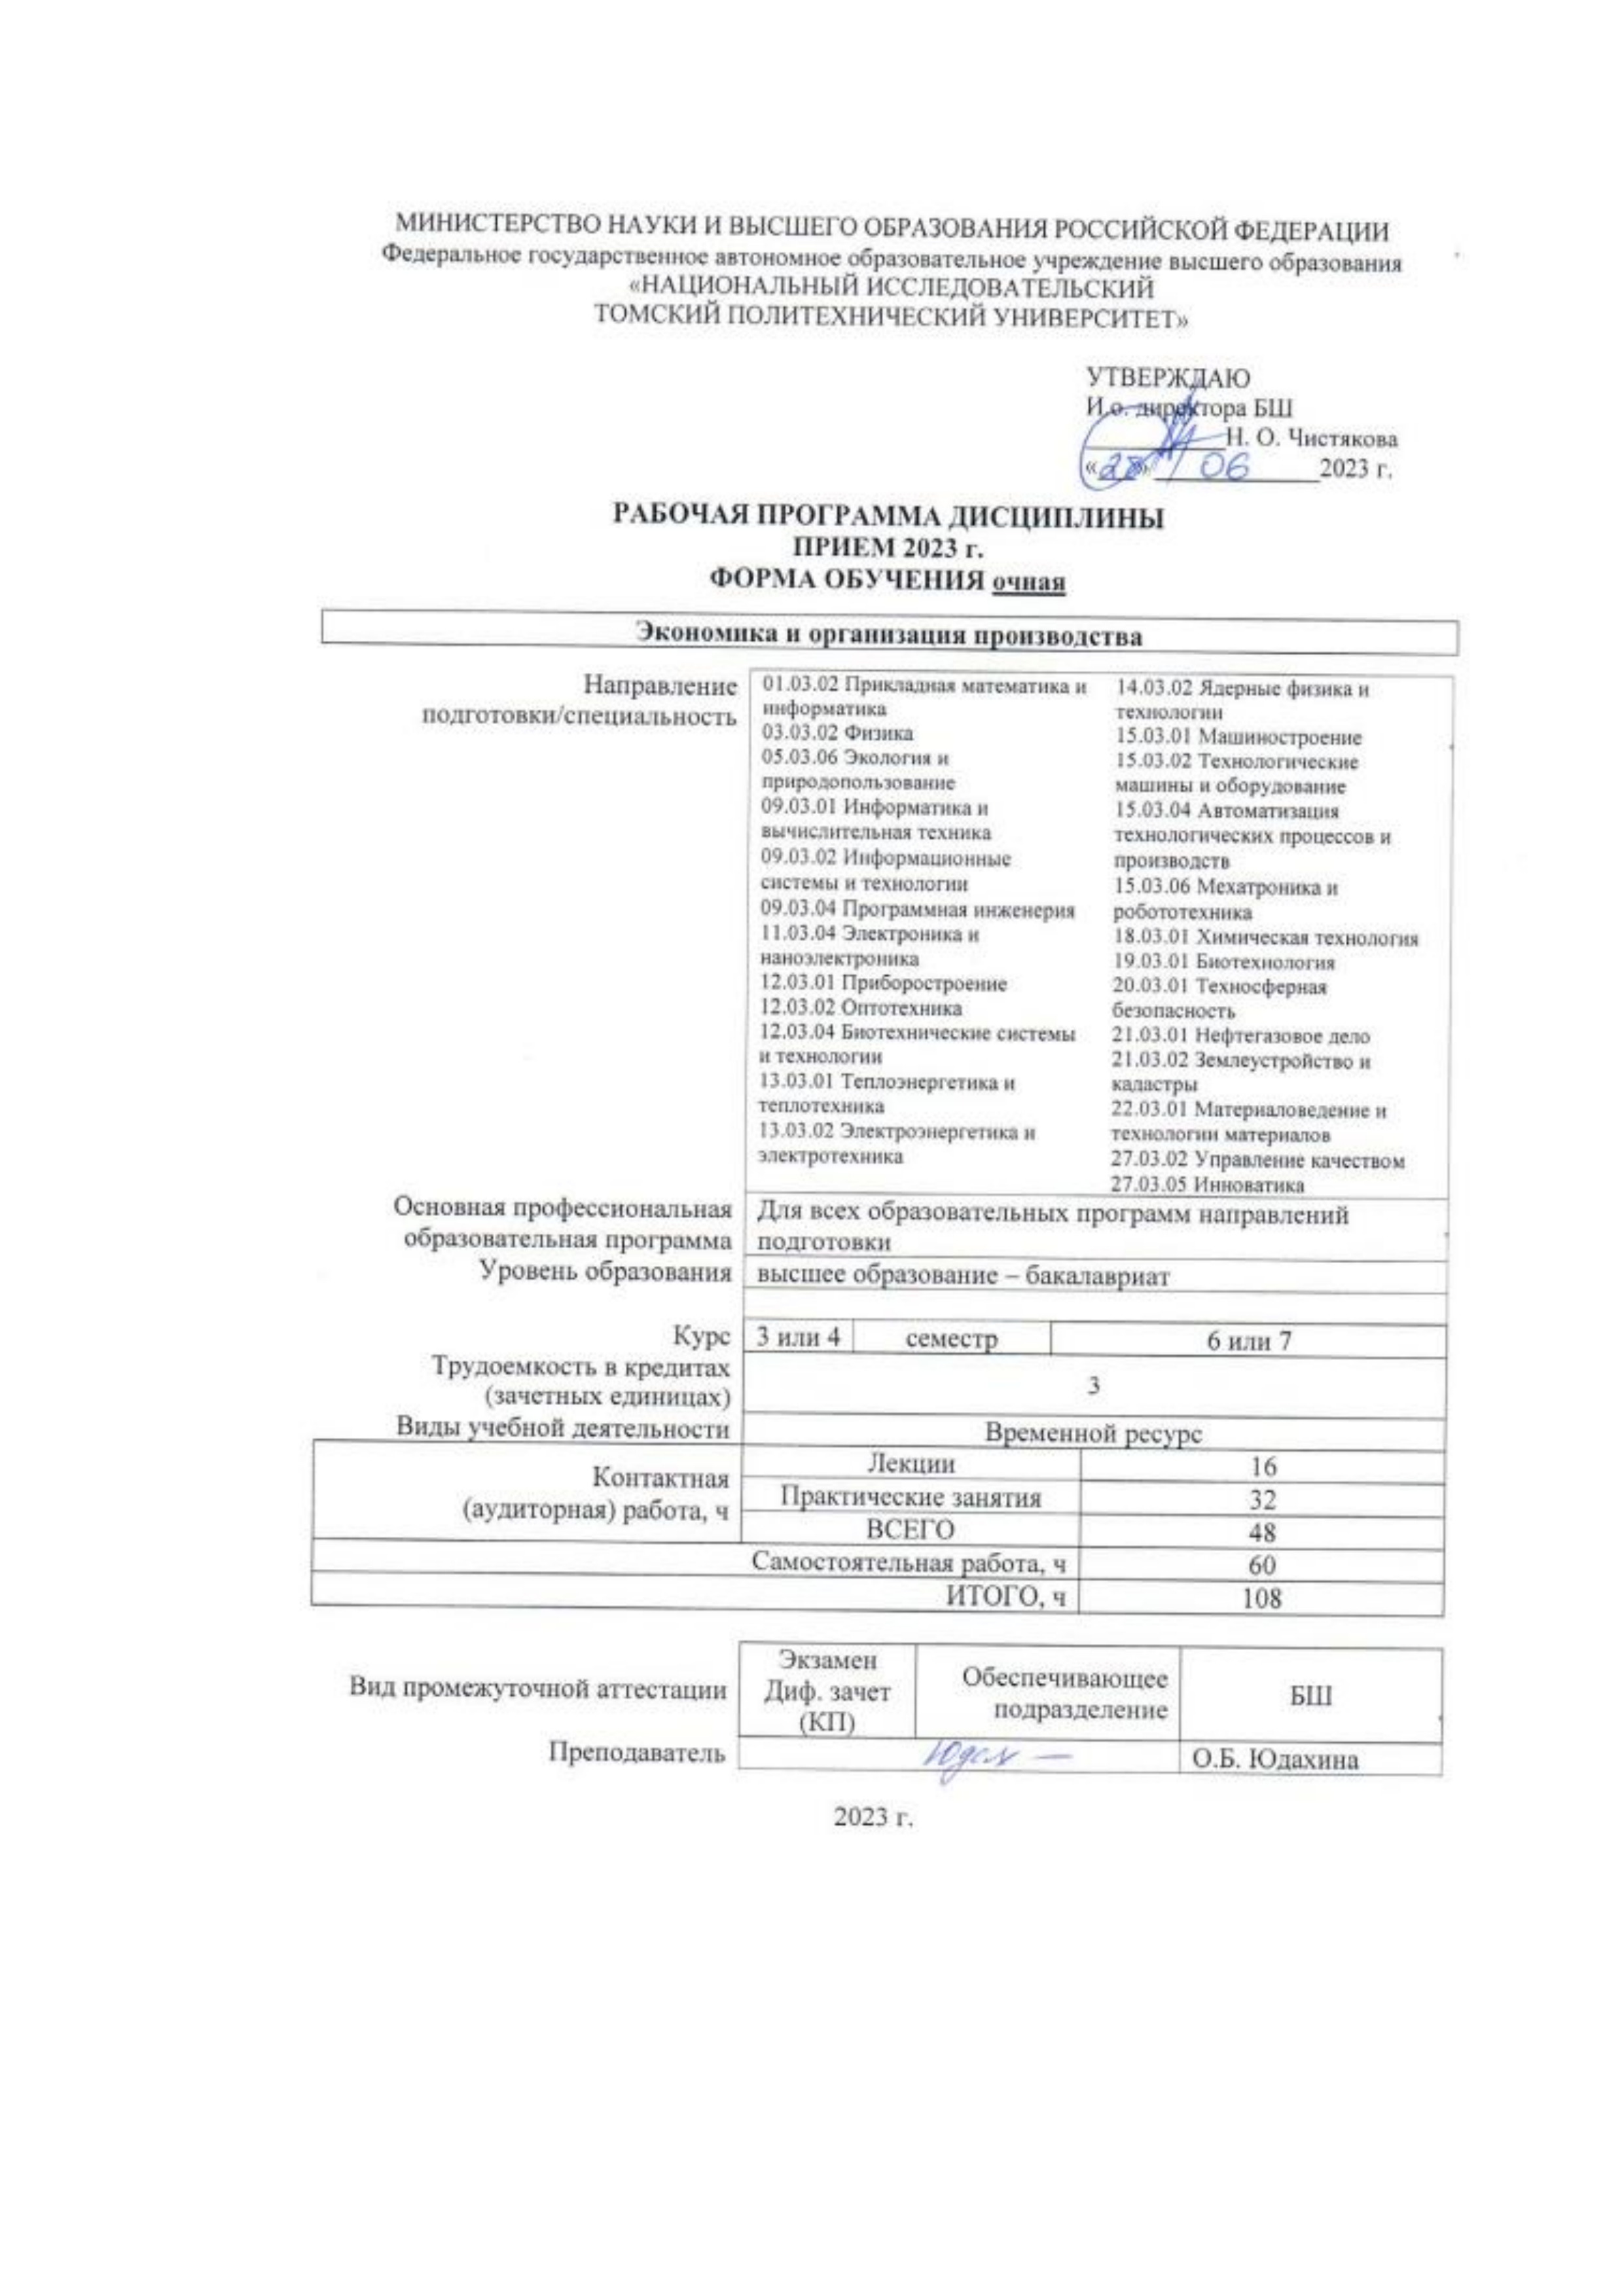 МИНИСТЕРСТВО НАУКИ И ВЫСШЕГО ОБРАЗОВАНИЯ РОССИЙСКОЙ ФЕДЕРАЦИИ
Федеральное государственное автономное образовательное учреждение высшего образования
«НАЦИОНАЛЬНЫЙ ИССЛЕДОВАТЕЛЬСКИЙ
ТОМСКИЙ ПОЛИТЕХНИЧЕСКИЙ УНИВЕРСИТЕТ»
УТВЕРЖДАЮ
И.о. директора БШ
Н. О. Чистякова
«28» 06 2023 г.
РАБОЧАЯ ПРОГРАММА ДИСЦИПЛИНЫ
ПРИЕМ 2023 г.
ФОРМА ОБУЧЕНИЯ очная
Экономика и организация производства
Направление
подготовки/специальность
01.03.02 Прикладная математика и
информатика
03.03.02 Физика
05.03.06 Экология и
природопользование
09.03.01 Информатика и
вычислительная техника
09.03.02 Информационные
системы и технологии
09.03.04 Программная инженерия
11.03.04 Электроника и
наноэлектроника
12.03.01 Приборостроение
12.03.02 Оптотехника
12.03.04 Биотехнические системы
и технологии
13.03.01 Теплоэнергетика и
теплотехника
13.03.02 Электроэнергетика и
электротехника
14.03.02 Ядерные физика и
технологии
15.03.01 Машиностроение
15.03.02 Технологические
машины и оборудование
15.03.04 Автоматизация
технологических процессов и
производств
15.03.06 Мехатроника и
робототехника
18.03.01 Химическая технология
19.03.01 Биотехнология
20.03.01 Техносферная
безопасность
21.03.01 Нефтегазовое дело
21.03.02 Землеустройство и
кадастры
22.03.01 Материаловедение и
технологии материалов
27.03.02 Управление качеством
27.03.05 Инноватика
Основная профессиональная
образовательная программа
Для всех образовательных программ направлений
подготовки
Уровень образования высшее образование – бакалавриат
Курс 3 или 4 семестр 6 или 7
Трудоемкость в кредитах
(зачетных единицах)
3
Виды учебной деятельности Временной ресурс
Контактная
(аудиторная) работа, ч
Лекции 16
Практические занятия 32
ВСЕГО 48
Самостоятельная работа, ч 60
ИТОГО, ч 108
Вид промежуточной аттестации
Экзамен
Диф. зачет
(КП)
Обеспечивающее
подразделение
БШ
Преподаватель О.Б. Юдахина
2023 г.